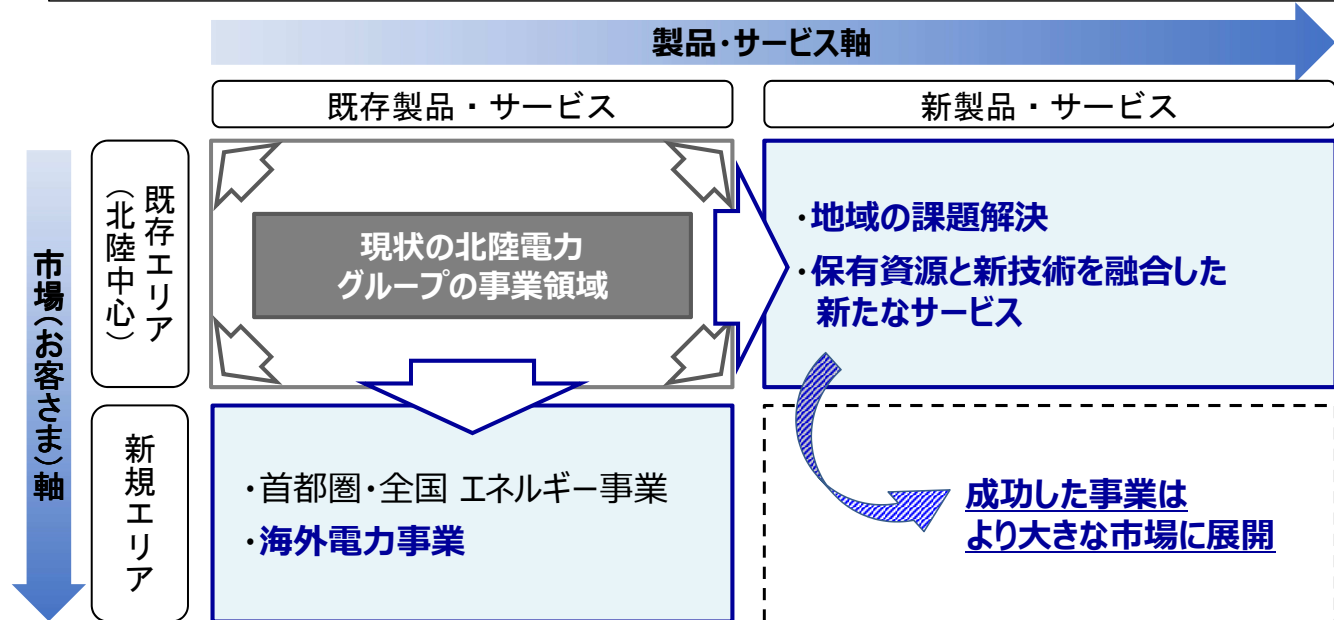 製品・サービス軸
既存製品・サービス
新製品・サービス
市場(お客さま)軸
既存エリア
(北陸中心)
現状の北陸電力
グループの事業領域
・地域の課題解決
・保有資源と新技術を融合した
新たなサービス
新規エリア
・首都圏・全国 エネルギー事業
・海外電力事業
成功した事業は
より大きな市場に展開